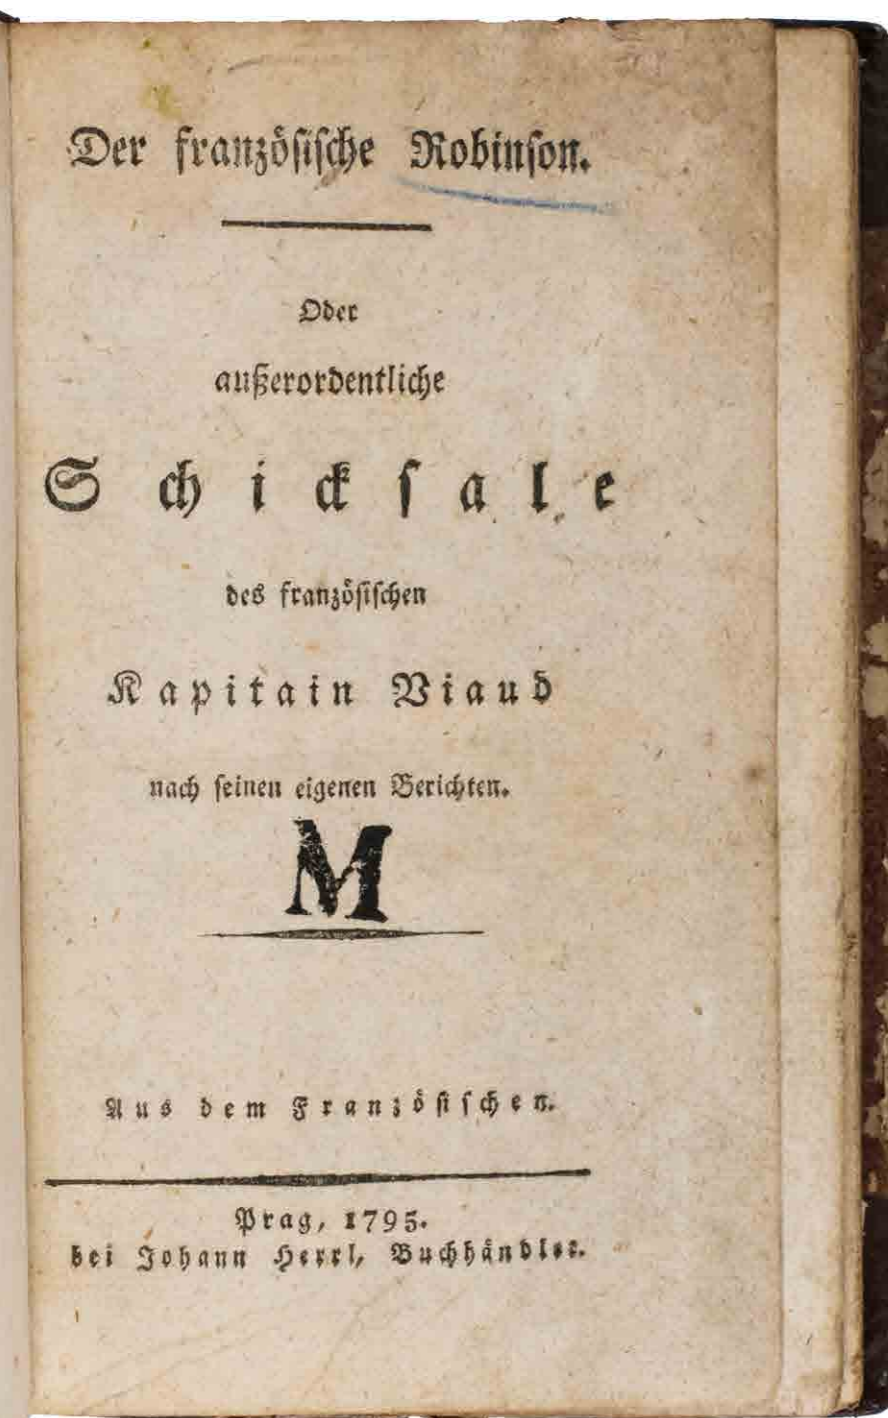 Der französische Robinson.
Oder
außerordentliche
Schicksale
des französischen
Kapitain Viaud
nach seinen eigenen Berichten.
M
Aus dem Französischen.
Prag, 1795.
bei Johann Herrl, Buchhändler.